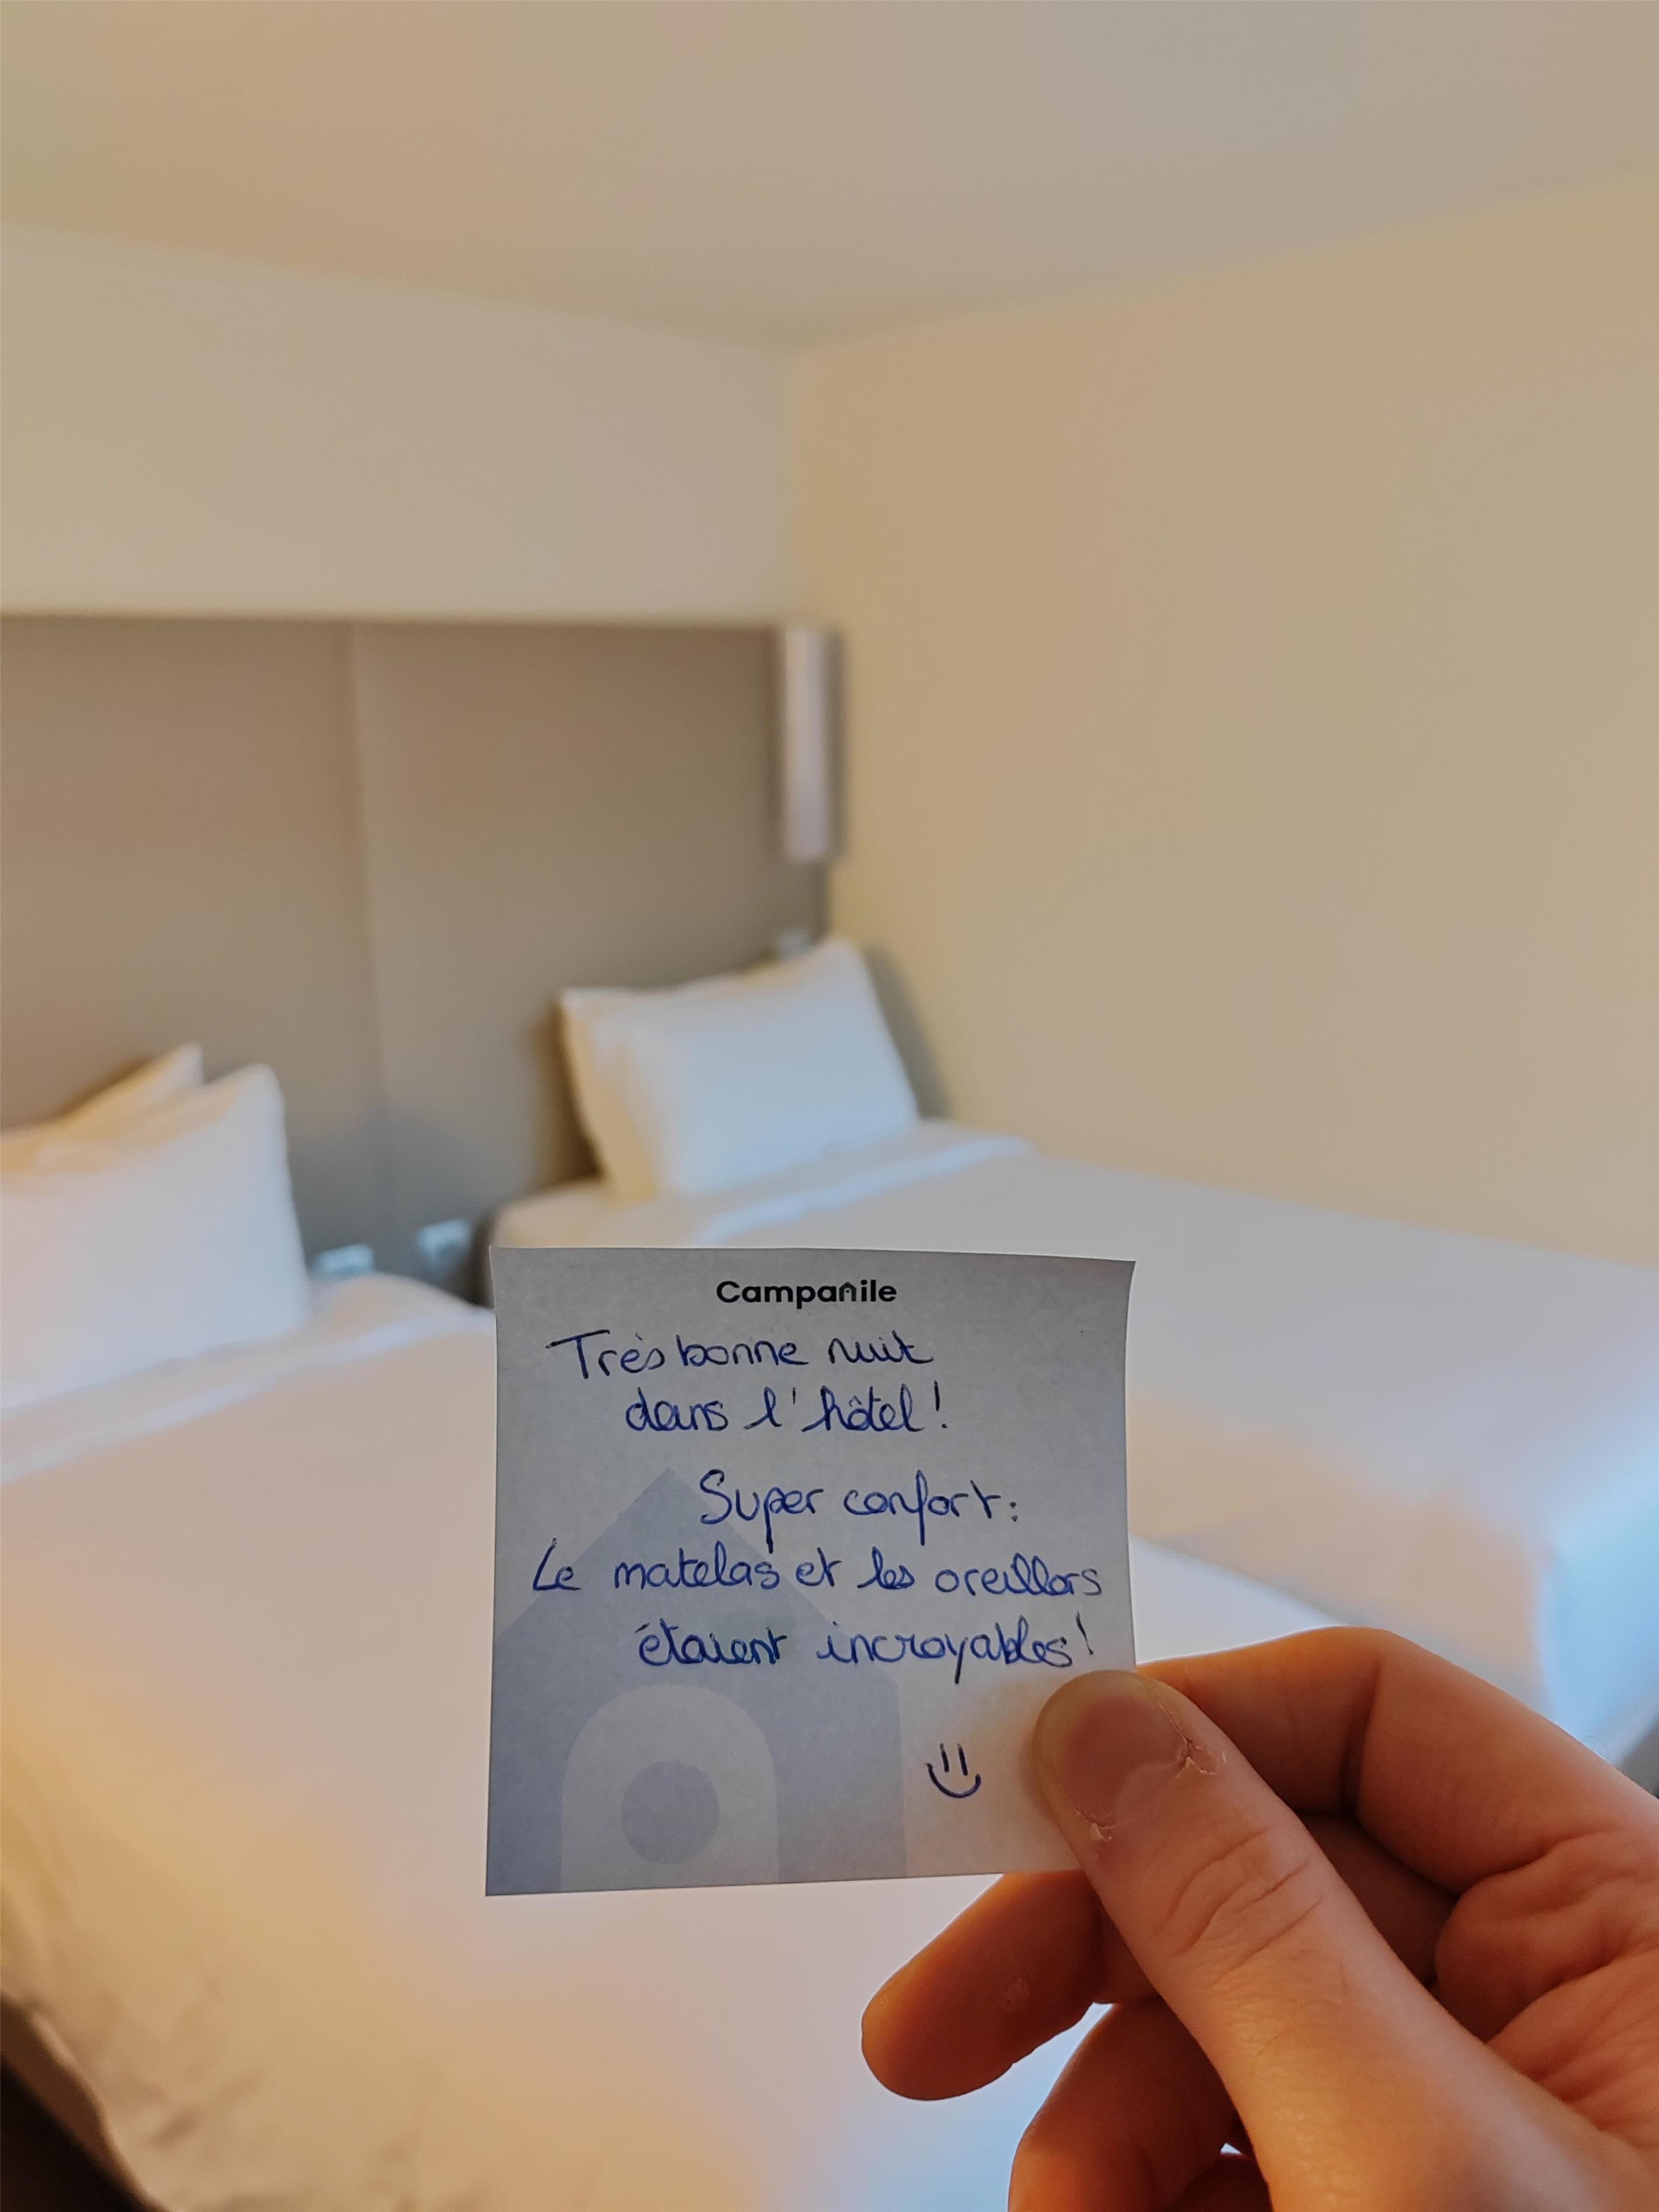 Campanile
Très bonne nuit
dans l'hôtel !
Super confort :
Le matelas et les oreillers
étaient incroyables !